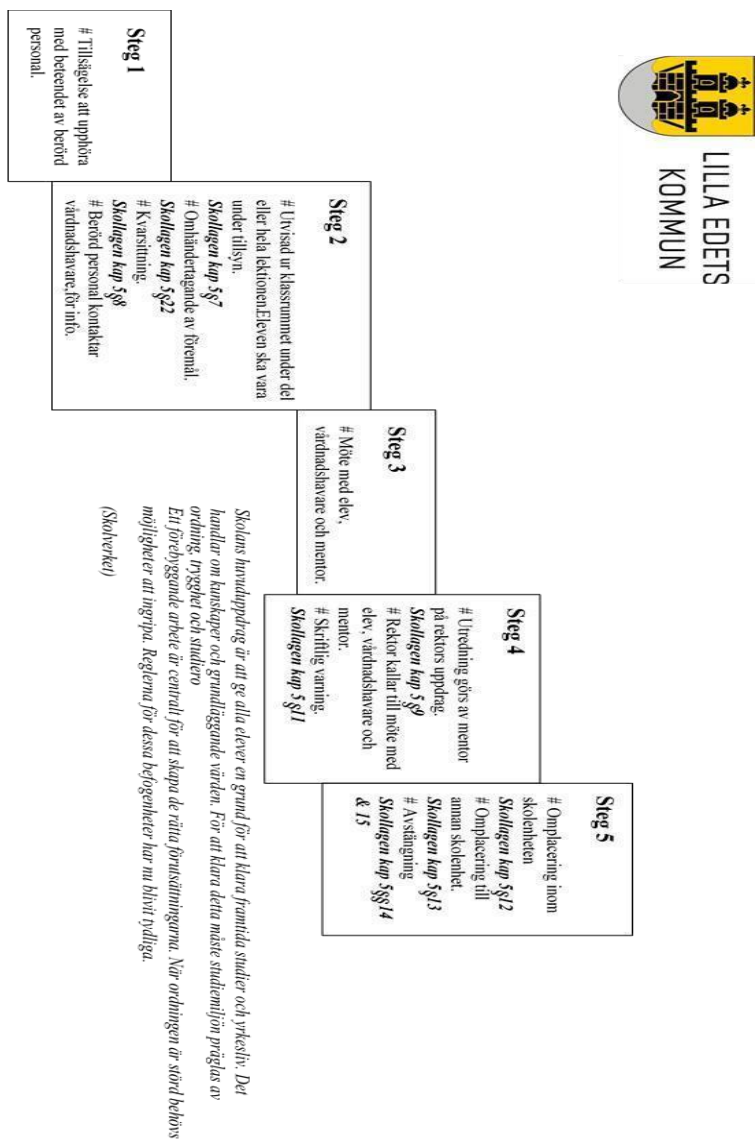 LILLA EDETS
KOMMUN
Steg 1
# Tillsägelse att upphöra
med beteendet av berörd
personal.
Steg 2
# Utvisad ur klassrummet under del
eller hela lektionen.Eleven ska vara
under tillsyn.
Skollagen kap 5§7
# Omhändertagande av föremål.
Skollagen kap 5§22
# Kvarsittning.
Skollagen kap 5§8
# Berörd personal kontaktar
vårdnadshavare,för info.
Steg 3
# Möte med elev,
vårdnadshavare och mentor.
Steg 4
# Utredning görs av mentor
på rektors uppdrag.
Skollagen kap 5 §9
# Rektor kallar till möte med
elev, vårdnadshavare och
mentor.
# Skriftlig varning.
Skollagen kap 5 §11
Steg 5
# Omplacering inom
skolenheten
Skollagen kap 5§12
# Omplacering till
annan skolenhet.
Skollagen kap 5§13
# Avstängning
Skollagen kap 5§§14
& 15
Skolans huvuduppdrag är att ge alla elever en grund för att klara framtida studier och yrkesliv. Det
handlar om kunskaper och grundläggande värden. För att klara detta måste studiemiljön präglas av
ordning, trygghet och studiero
Ett förebyggande arbete är centralt för att skapa de rätta förutsättningarna. När ordningen är störd behövs
möjligheter att ingripa. Reglerna för dessa befogenheter har nu blivit tydliga.
(Skolverket)